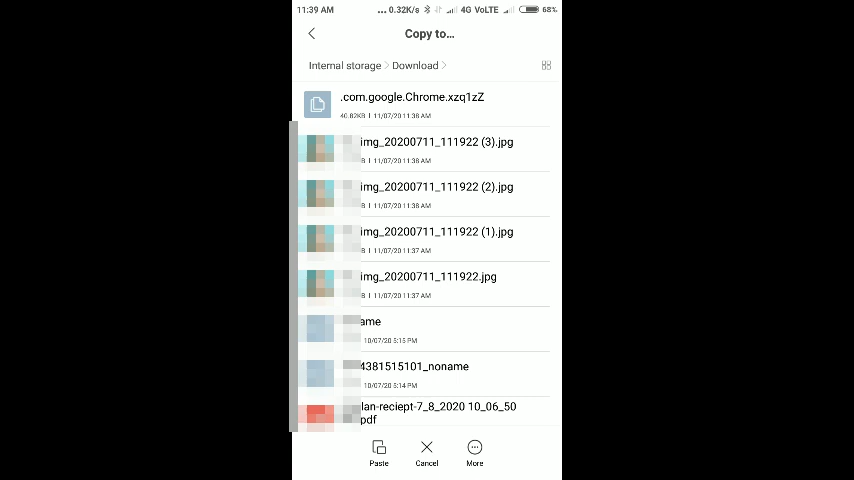 11:39 AM ... 0.32K/s 4G VoLTE 68%
Copy to...
Internal storage Download
.com.google.Chrome.xzq1zZ
40.82KB | 11/07/20 11:38 AM
img_20200711_111922 (3).jpg
B | 11/07/20 11:38 AM
img_20200711_111922 (2).jpg
B | 11/07/20 11:38 AM
img_20200711_111922 (1).jpg
B | 11/07/20 11:37 AM
img_20200711_111922.jpg
B | 11/07/20 11:37 AM
ame
10/07/20 5:15 PM
4381515101_noname
10/07/20 5:14 PM
lan-reciept-7_8_2020 10_06_50
pdf
Paste Cancel More